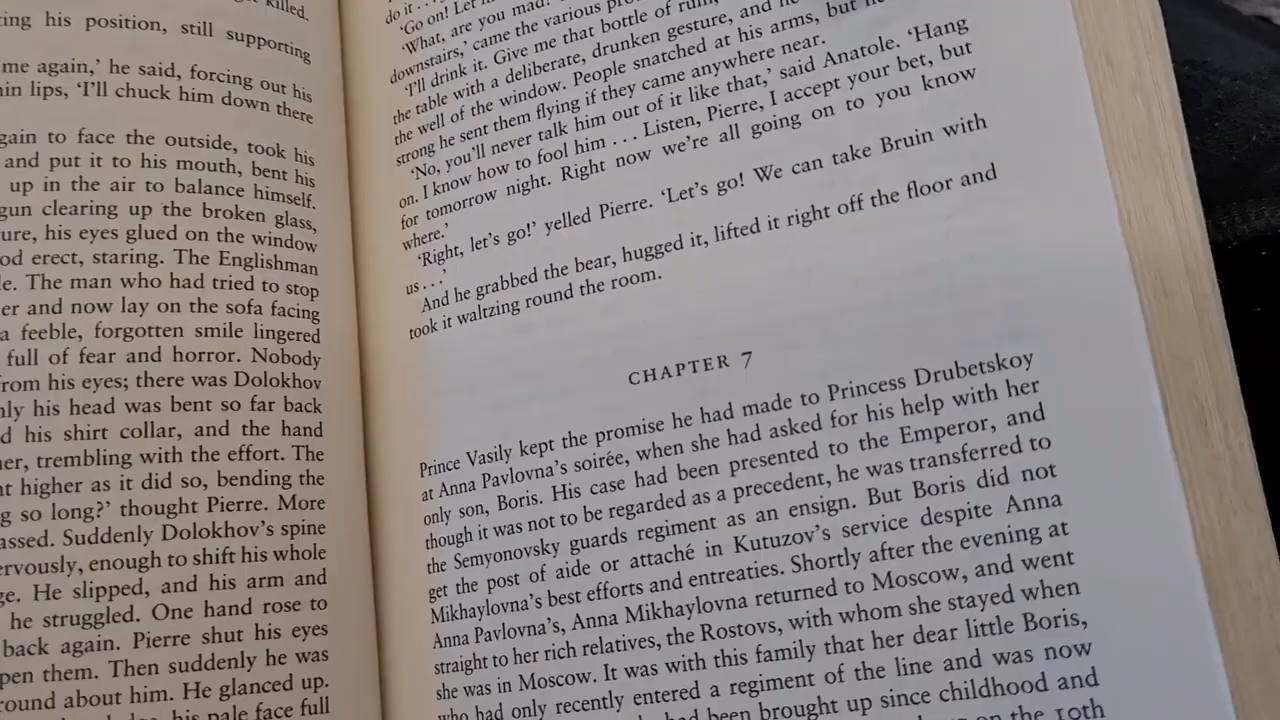 killed.
ing his position, still supporting
me again,' he said, forcing out his
lips, 'I'll chuck him down there
to face the outside, took his
and put it to his mouth, bent his
up in the air to balance himself.
clearing up the broken glass,
his eyes glued on the window
erect, staring. The Englishman
The man who had tried to stop
and now lay on the sofa facing
a feeble, forgotten smile lingered
full of fear and horror. Nobody
from his eyes; there was Dolokhov
his head was bent so far back
his shirt collar, and the hand
trembling with the effort. The
higher as it did so, bending the
so long?' thought Pierre. More
Suddenly Dolokhov's spine
enough to shift his whole
He slipped, and his arm and
he struggled. One hand rose to
back again. Pierre shut his eyes
them. Then suddenly he was
about him. He glanced up.
his pale face full
do it . . .
'Go on! Let
'What, are you mad?
downstairs,' came the various
'I'll drink it. Give me that bottle of rum,
the table with a deliberate, drunken gesture, and
the well of the window. People snatched at his arms, but
strong he sent them flying if they came anywhere near.
'No, you'll never talk him out of it like that,' said Anatole. 'Hang
on. I know how to fool him . . . Listen, Pierre, I accept your bet, but
for tomorrow night. Right now we're all going on to you know
where.'
'Right, let's go!' yelled Pierre. 'Let's go! We can take Bruin with
us . . .'
And he grabbed the bear, hugged it, lifted it right off the floor and
took it waltzing round the room.
CHAPTER 7
Prince Vasily kept the promise he had made to Princess Drubetskoy
at Anna Pavlovna's soirée, when she had asked for his help with her
only son, Boris. His case had been presented to the Emperor, and
though it was not to be regarded as a precedent, he was transferred to
the Semyonovsky guards regiment as an ensign. But Boris did not
get the post of aide or attaché in Kutuzov's service despite Anna
Mikhaylovna's best efforts and entreaties. Shortly after the evening at
Anna Pavlovna's, Anna Mikhaylovna returned to Moscow, and went
straight to her rich relatives, the Rostovs, with whom she stayed when
she was in Moscow. It was with this family that her dear little Boris,
who had only recently entered a regiment of the line and was now
had been brought up since childhood and
on the 10th